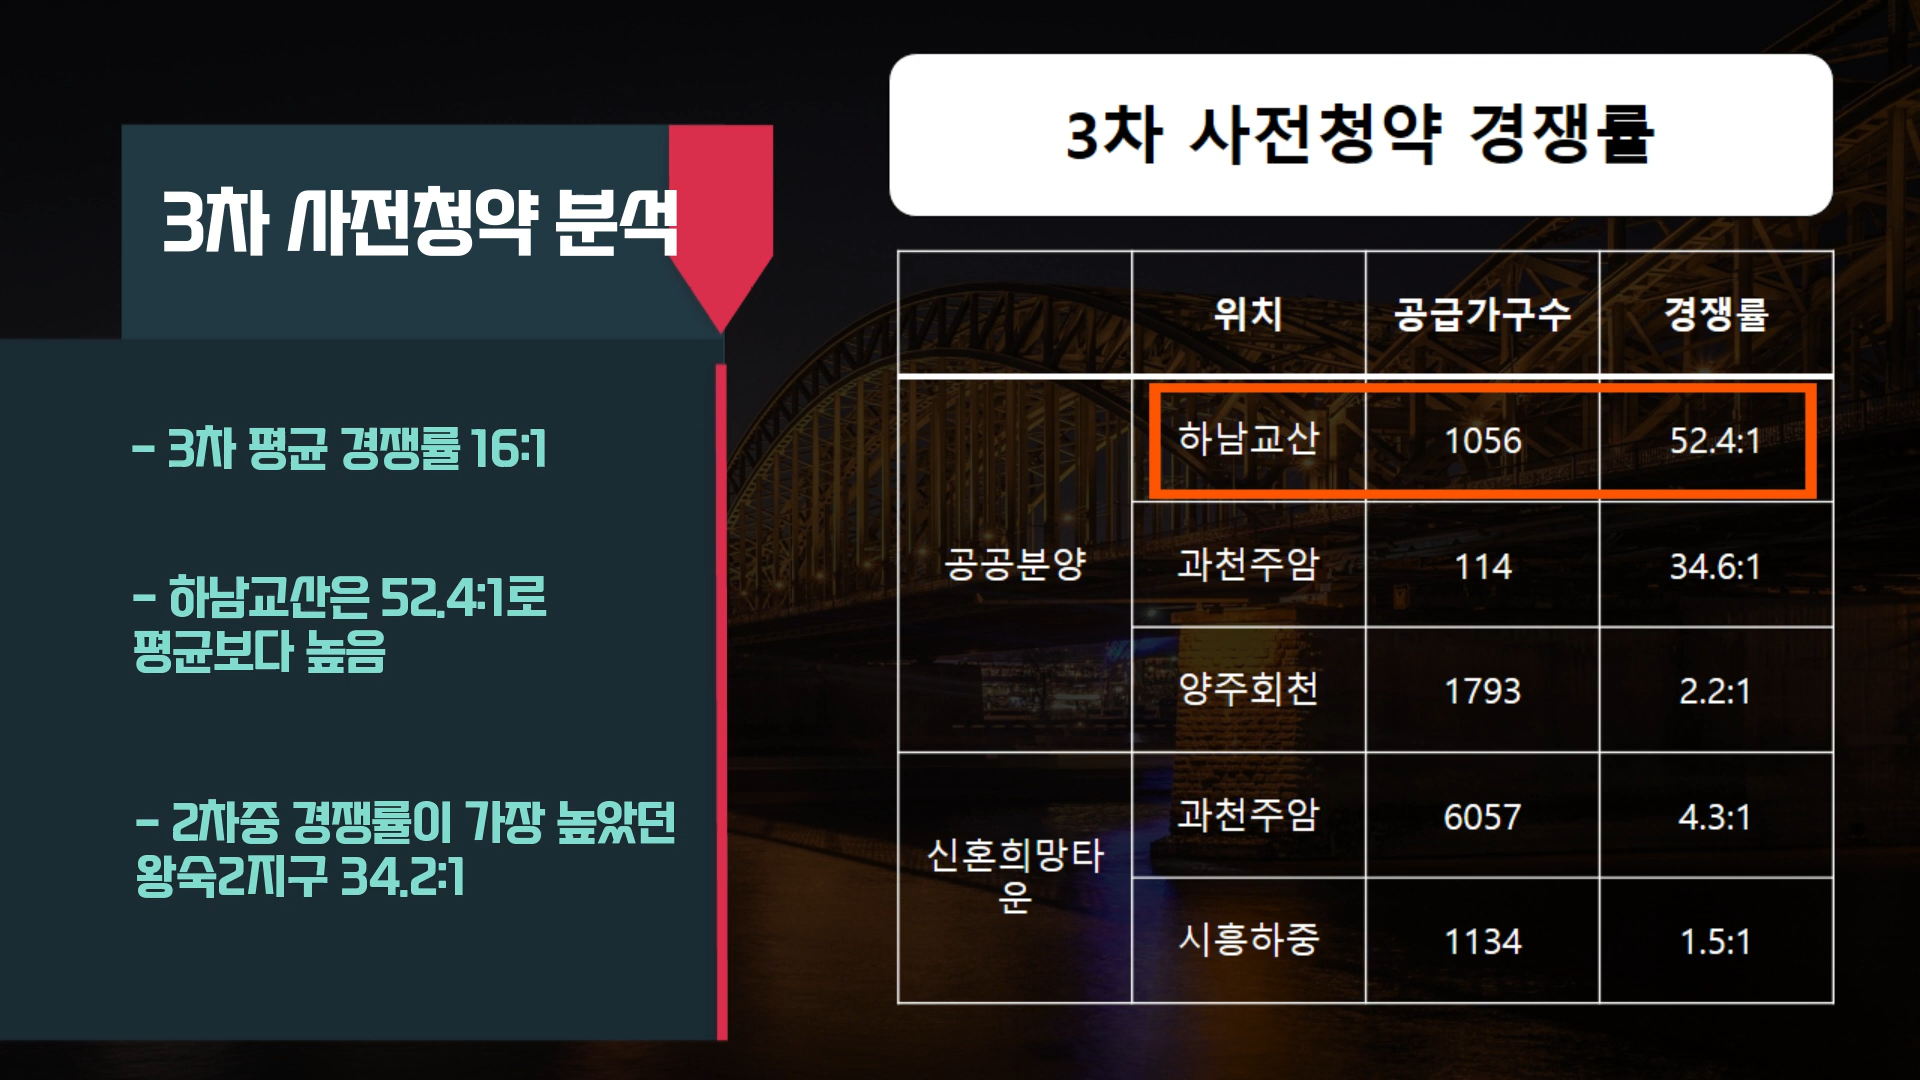 3차 사전청약 분석
- 3차 평균 경쟁률 16:1
- 하남교산은 52.4:1로
평균보다 높음
- 2차중 경쟁률이 가장 높았던
왕숙2지구 34.2:1
3차 사전청약 경쟁률
위치 공급가구수 경쟁률
공공분양 하남교산 1056 52.4:1
과천주암 114 34.6:1
양주회천 1793 2.2:1
신혼희망타
운
과천주암 6057 4.3:1
시흥하중 1134 1.5:1